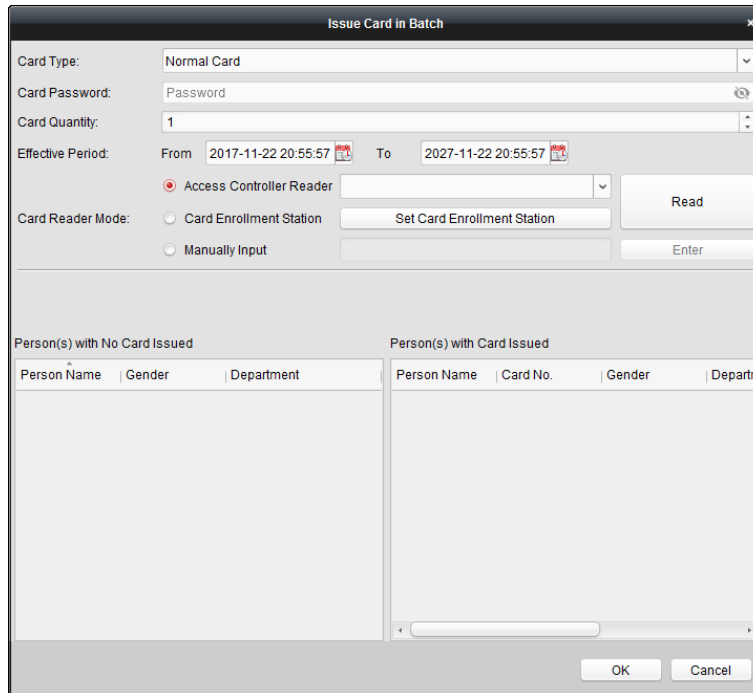 Issue Card in Batch
Card Type: Normal Card
Card Password: Password
Card Quantity: 1
Effective Period: From 2017-11-22 20:55:57 To 2027-11-22 20:55:57
Access Controller Reader
Read
Card Reader Mode: Card Enrollment Station Set Card Enrollment Station
Manually Input Enter
Person(s) with No Card Issued Person(s) with Card Issued
Person Name Gender Department Person Name Card No. Gender Departr
OK Cancel